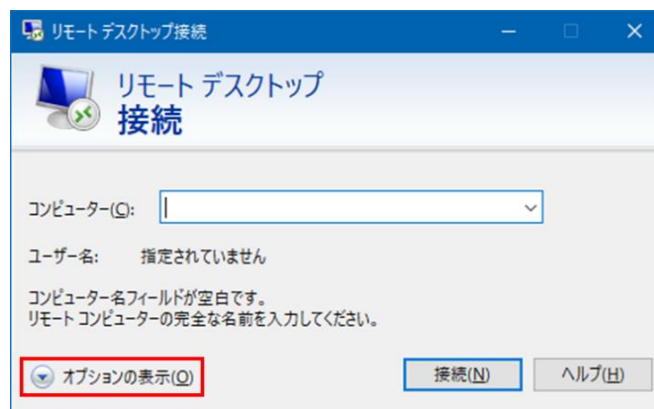 リモート デスクトップ接続
リモート デスクトップ
接続
コンピューター(C):
ユーザー名: 指定されていません
コンピューター名フィールドが空白です。
リモート コンピューターの完全な名前を入力してください。
オプションの表示(O) 接続(N) ヘルプ(H)